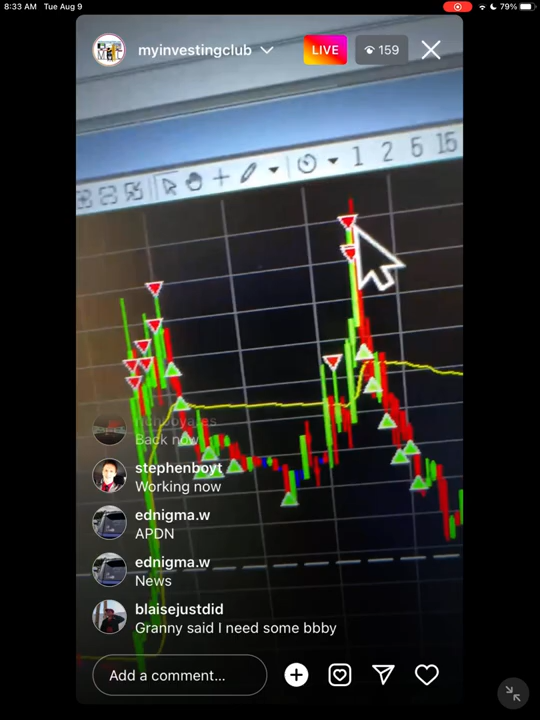 8:33 AM Tue Aug 9
79%
myinvestingclub
LIVE
159
1 2 5 15
Back now
stephenboyt
Working now
ednigma.w
APDN
ednigma.w
News
blaisejustdid
Granny said I need some bbby
Add a comment...